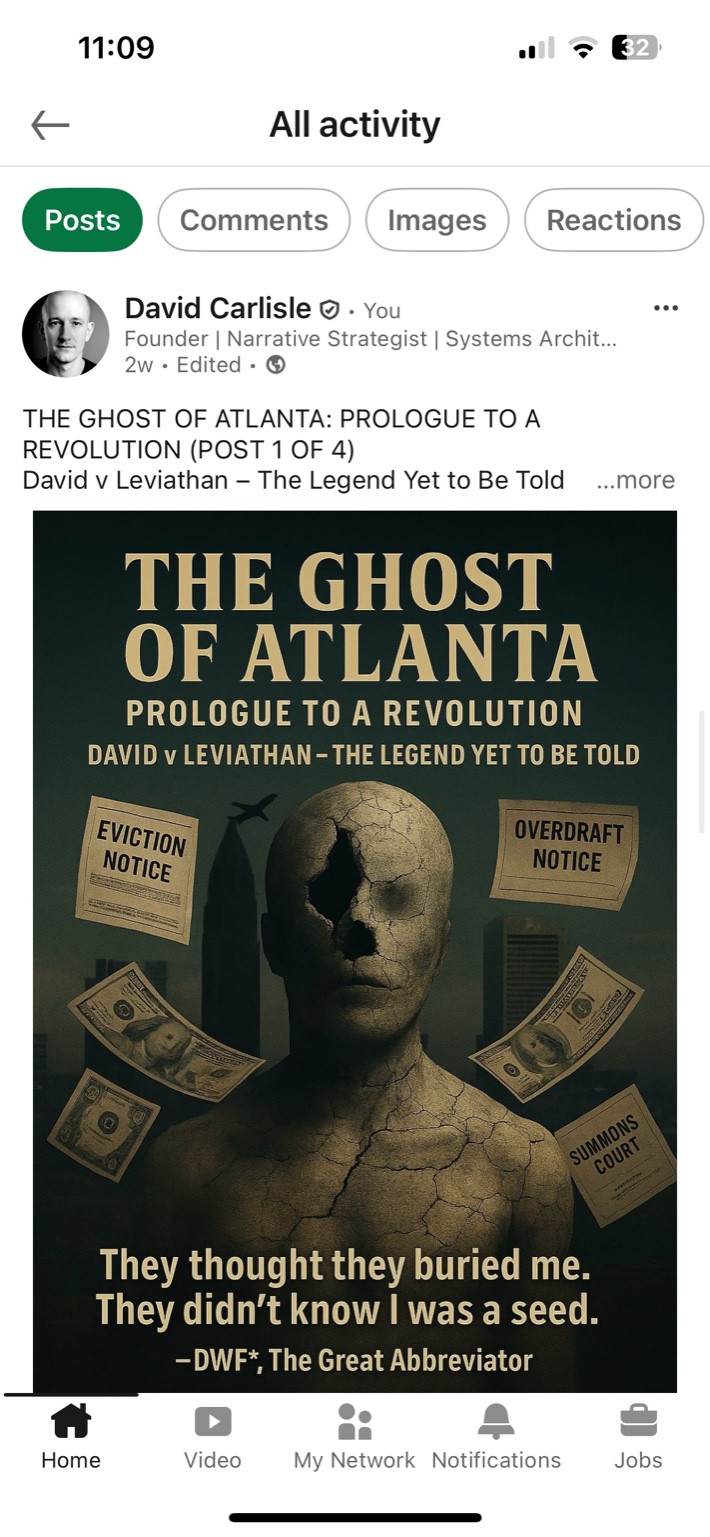 11:09
32
All activity
Posts
Comments
Images
Reactions
David Carlisle • You
Founder | Narrative Strategist | Systems Archit...
2w • Edited •
THE GHOST OF ATLANTA: PROLOGUE TO A
REVOLUTION (POST 1 OF 4)
David v Leviathan – The Legend Yet to Be Told ...more
THE GHOST
OF ATLANTA
PROLOGUE TO A REVOLUTION
DAVID v LEVIATHAN – THE LEGEND YET TO BE TOLD
EVICTION
NOTICE
OVERDRAFT
NOTICE
SUMMONS
COURT
They thought they buried me.
They didn't know I was a seed.
–DWF*, The Great Abbreviator
Home
Video
My Network
Notifications
Jobs